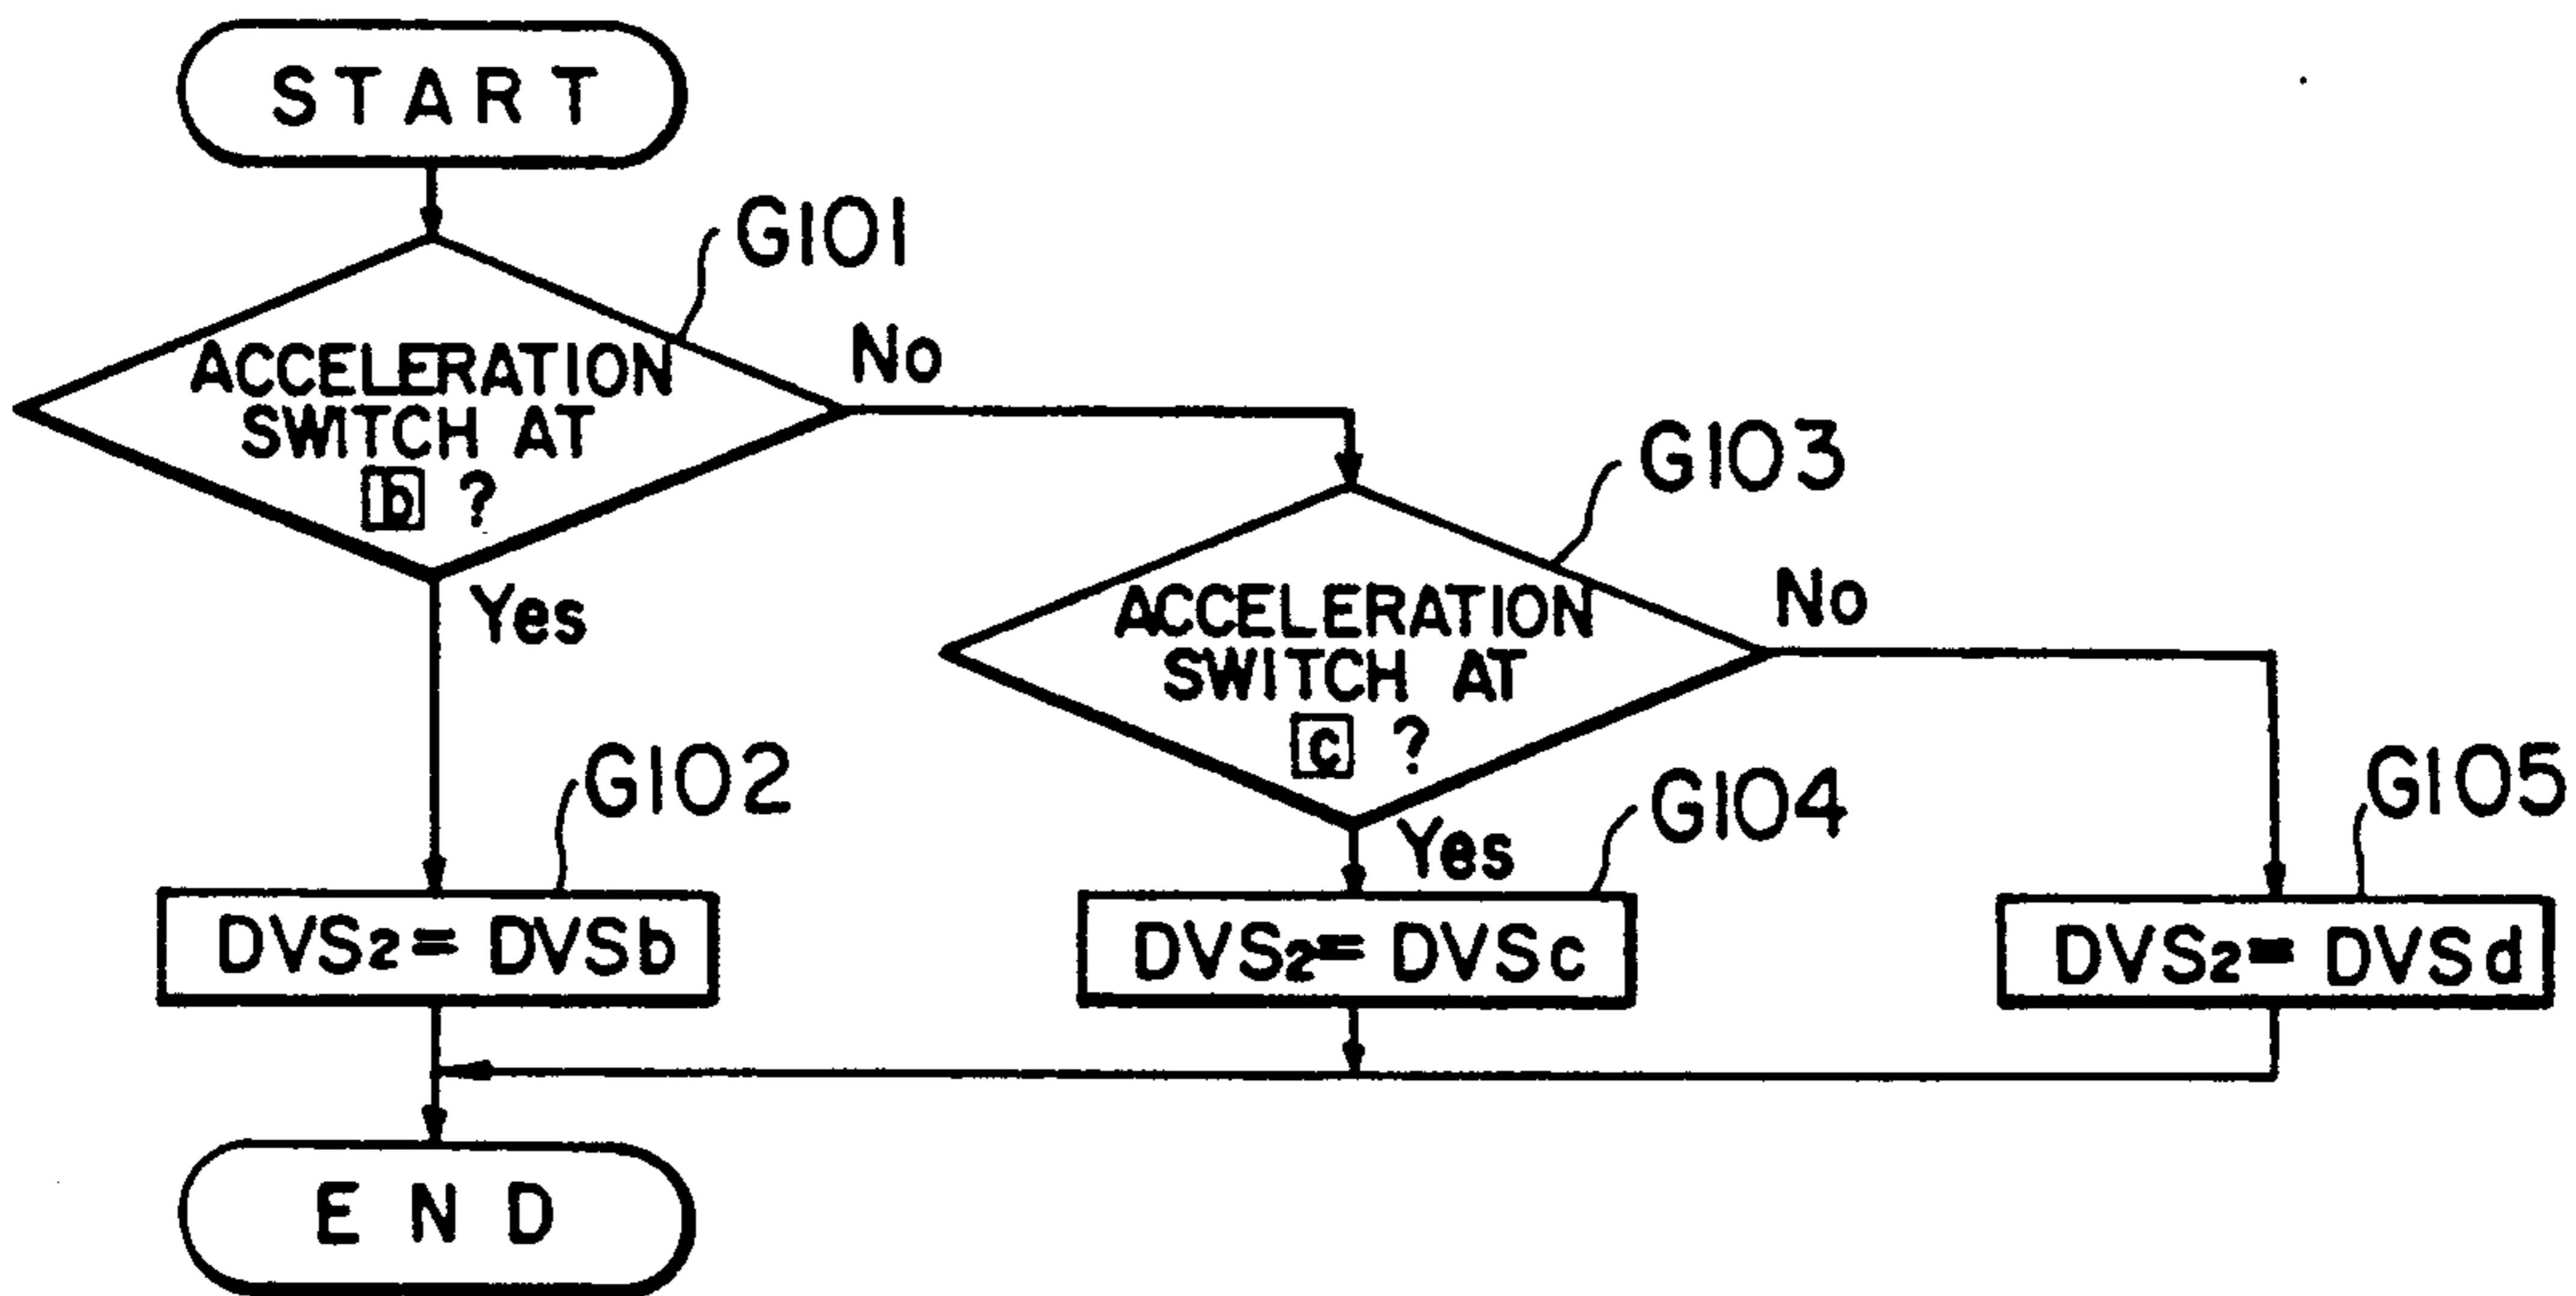 START
G101
ACCELERATION
SWITCH AT
b ?
No
Yes
G103
ACCELERATION
SWITCH AT
c ?
No
Yes
G102
DVS2 = DVSb
G104
DVS2 = DVSc
G105
DVS2 = DVSd
END